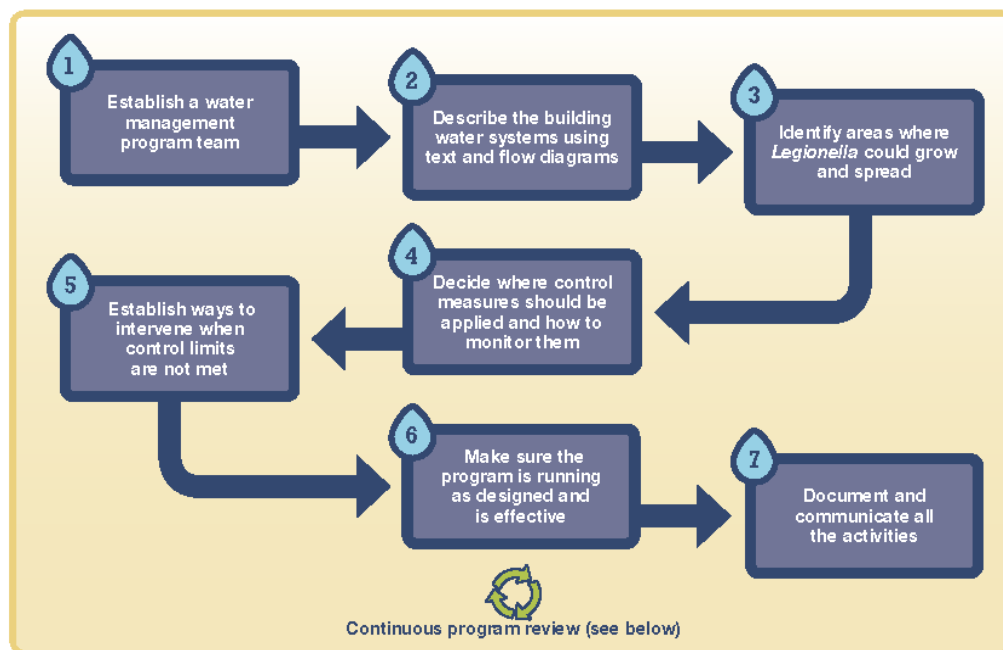 1
Establish a water
management
program team
2
Describe the building
water systems using
text and flow diagrams
3
Identify areas where
Legionella could grow
and spread
4
Decide where control
measures should be
applied and how to
monitor them
5
Establish ways to
intervene when
control limits
are not met
6
Make sure the
program is running
as designed and
is effective
7
Document and
communicate all
the activities
Continuous program review (see below)